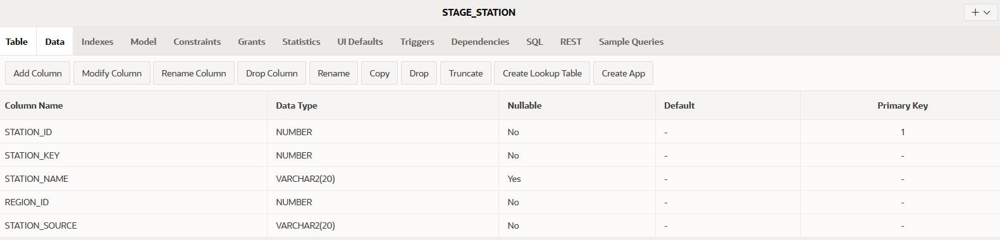 STAGE_STATION
Table Data Indexes Model Constraints Grants Statistics UI Defaults Triggers Dependencies SQL REST Sample Queries
Add Column Modify Column Rename Column Drop Column Rename Copy Drop Truncate Create Lookup Table Create App
Column Name Data Type Nullable Default Primary Key
STATION_ID NUMBER No - 1
STATION_KEY NUMBER No - -
STATION_NAME VARCHAR2(20) Yes - -
REGION_ID NUMBER No - -
STATION_SOURCE VARCHAR2(20) No - -